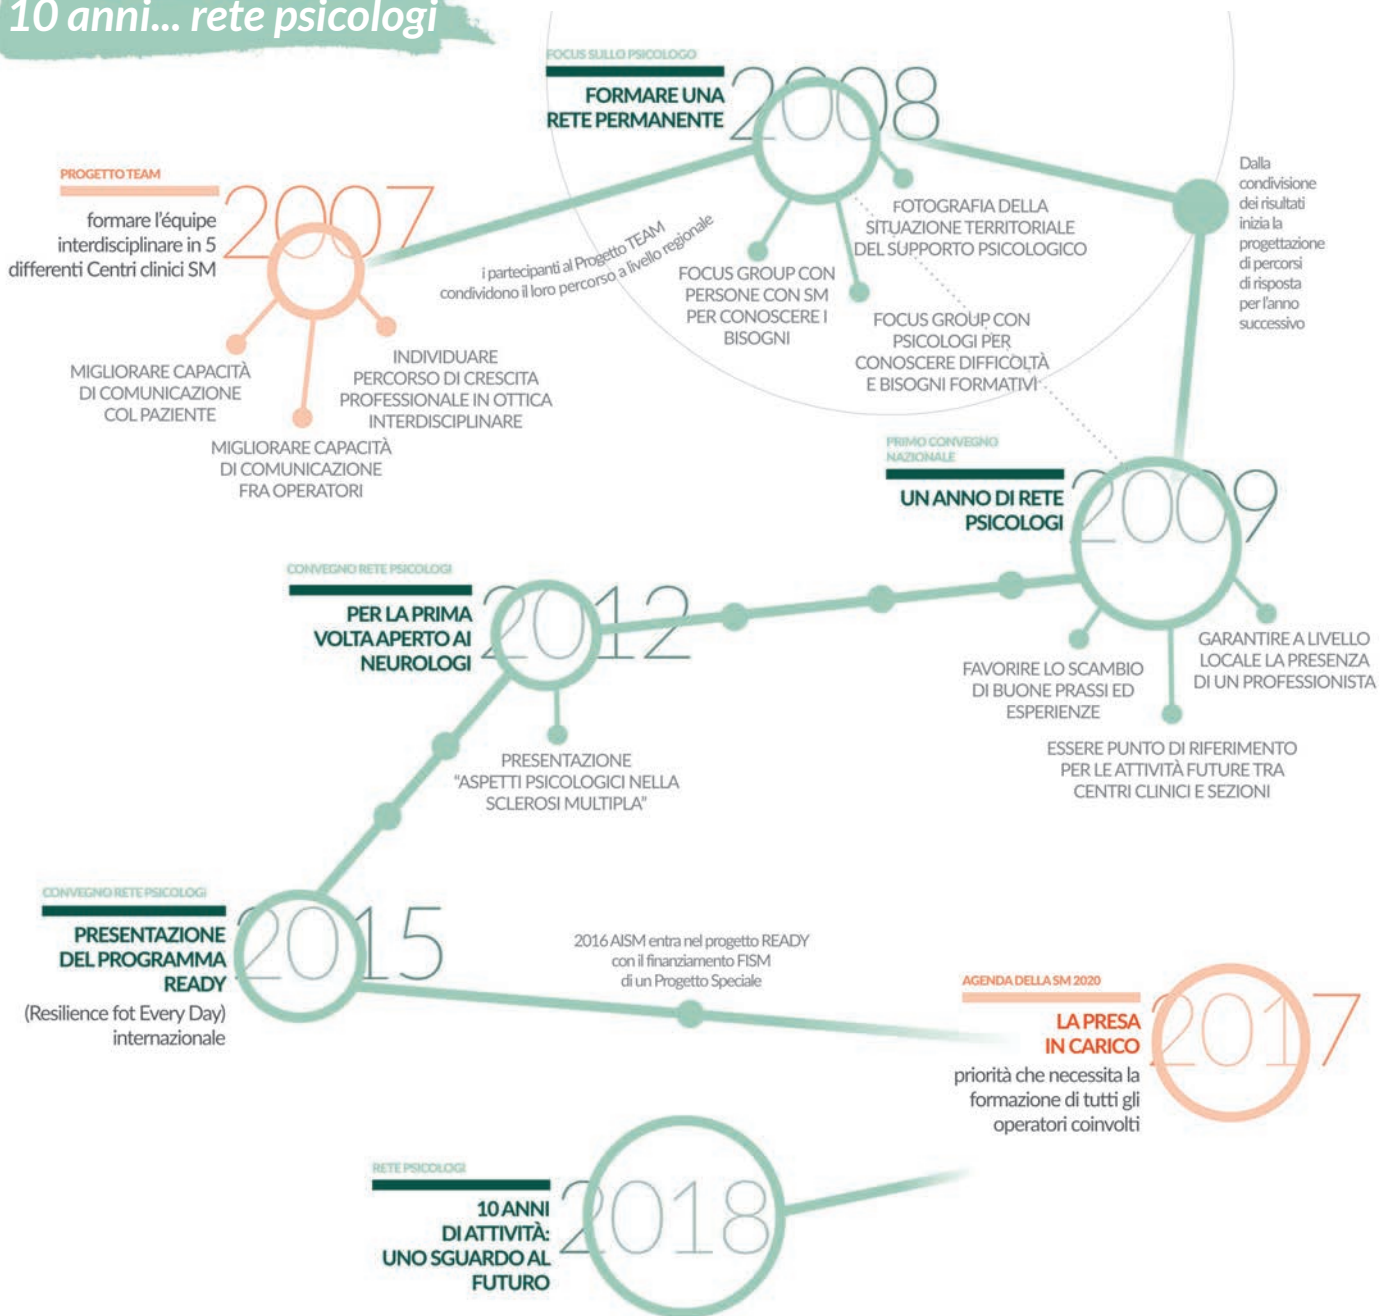 10 anni... rete psicologi
FOCUS SULLO PSICOLOGO
FORMARE UNA
RETE PERMANENTE
2008
PROGETTO TEAM
formare l'équipe
interdisciplinare in 5
differenti Centri clinici SM
2007
i partecipanti al Progetto TEAM
condividono il loro percorso a livello regionale
FOTOGRAFIA DELLA
SITUAZIONE TERRITORIALE
DEL SUPPORTO PSICOLOGICO
FOCUS GROUP CON
PERSONE CON SM
PER CONOSCERE I
BISOGNI
FOCUS GROUP CON
PSICOLOGI PER
CONOSCERE DIFFICOLTÀ
E BISOGNI FORMATIVI
Dalla
condivisione
dei risultati
inizia la
progettazione
di percorsi
di risposta
per l'anno
successivo
MIGLIORARE CAPACITÀ
DI COMUNICAZIONE
COL PAZIENTE
INDIVIDUARE
PERCORSO DI CRESCITA
PROFESSIONALE IN OTTICA
INTERDISCIPLINARE
MIGLIORARE CAPACITÀ
DI COMUNICAZIONE
FRA OPERATORI
PRIMO CONVEGNO
NAZIONALE
UN ANNO DI RETE
PSICOLOGI
2009
FAVORIRE LO SCAMBIO
DI BUONE PRASSI ED
ESPERIENZE
GARANTIRE A LIVELLO
LOCALE LA PRESENZA
DI UN PROFESSIONISTA
ESSERE PUNTO DI RIFERIMENTO
PER LE ATTIVITÀ FUTURE TRA
CENTRI CLINICI E SEZIONI
CONVEGNO RETE PSICOLOGI
PER LA PRIMA
VOLTA APERTO AI
NEUROLOGI
2012
PRESENTAZIONE
"ASPETTI PSICOLOGICI NELLA
SCLEROSI MULTIPLA"
CONVEGNO RETE PSICOLOGI
PRESENTAZIONE
DEL PROGRAMMA
READY
(Resilience fot Every Day)
internazionale
2015
2016 AISM entra nel progetto READY
con il finanziamento FISM
di un Progetto Speciale
AGENDA DELLA SM 2020
LA PRESA
IN CARICO
priorità che necessita la
formazione di tutti gli
operatori coinvolti
2017
RETE PSICOLOGI
10 ANNI
DI ATTIVITÀ:
UNO SGUARDO AL
FUTURO
2018